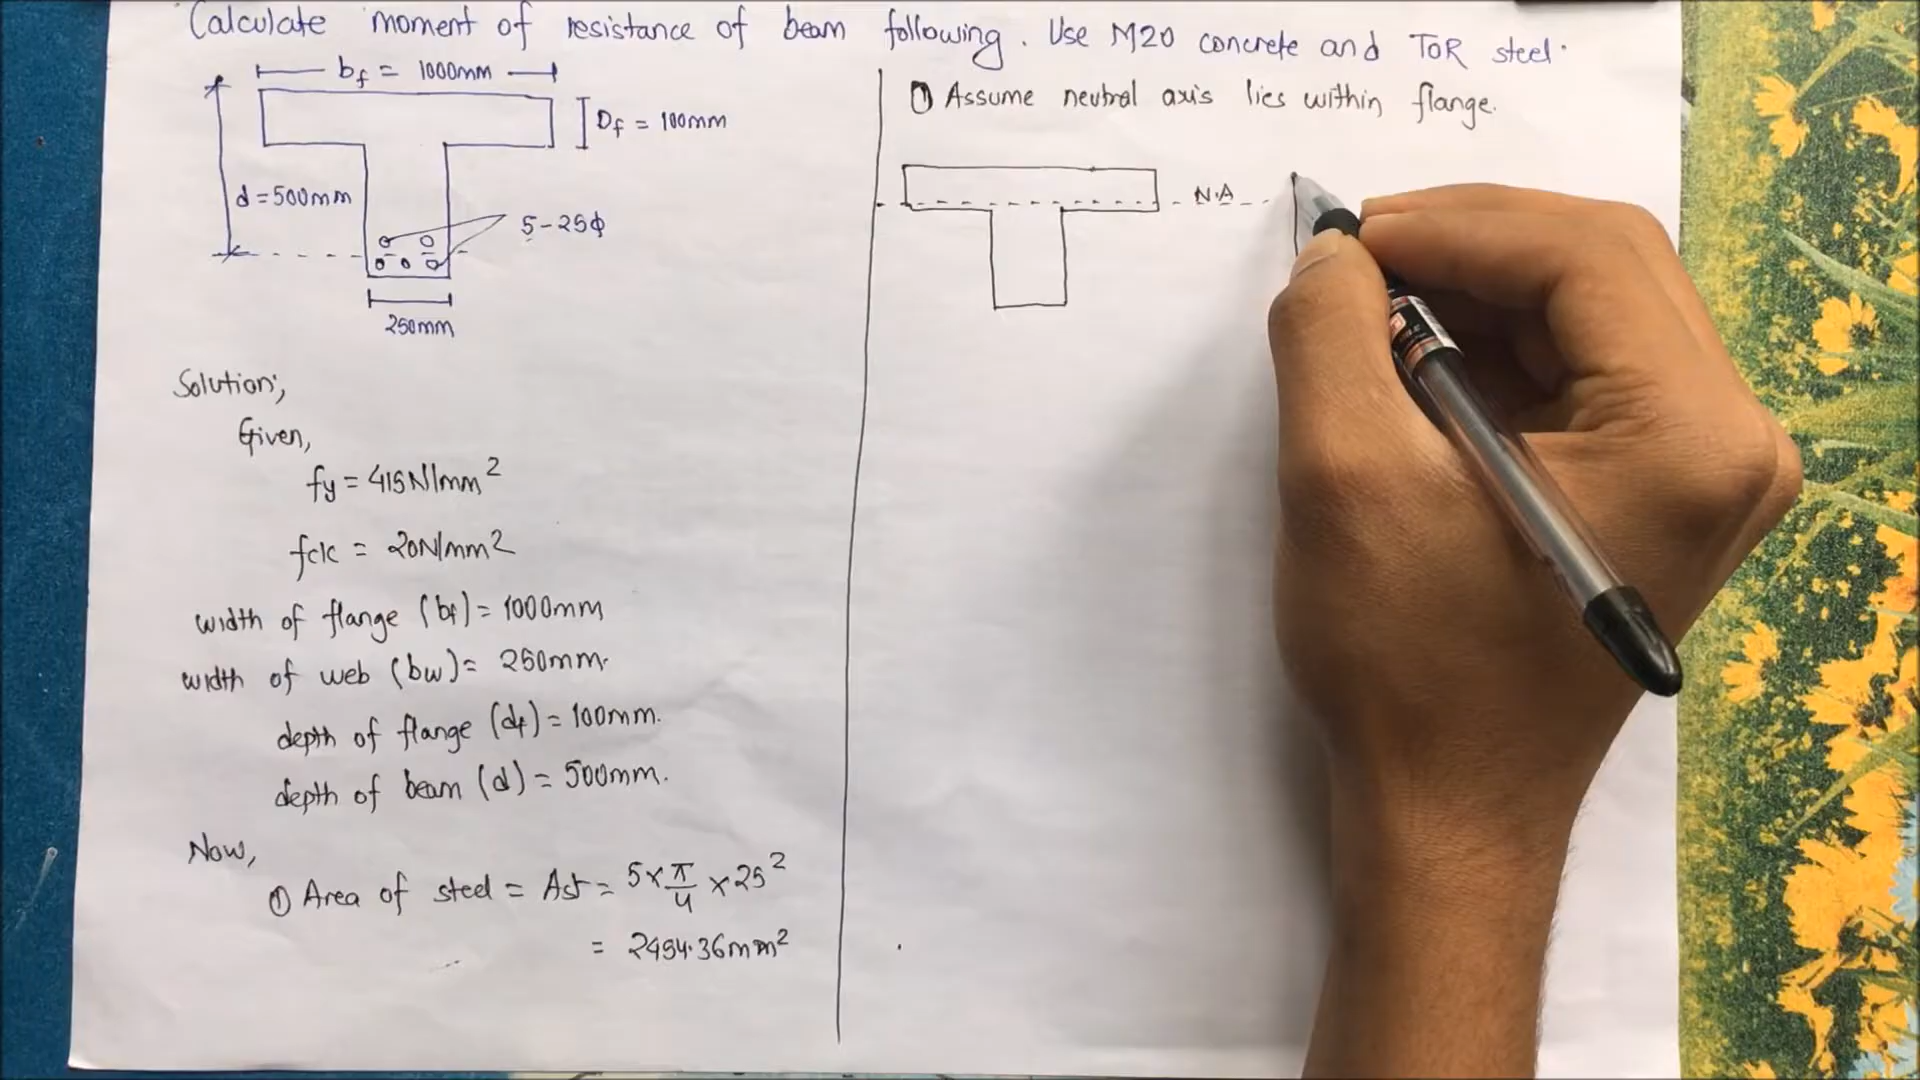 Calculate moment of resistance of beam following. Use M20 concrete and TOR steel.
bf = 1000mm
Df = 100mm
d = 500mm
5-25ϕ
250mm
Solution;
Given,
fy = 415N/mm²
fck = 20N/mm²
width of flange (bf) = 1000mm
width of web (bw) = 250mm.
depth of flange (df) = 100mm.
depth of beam (d) = 500mm.
Now,
① Area of steel = Ast = 5×π/4 ×25²
= 2454.36mm²
① Assume neutral axis lies within flange.
N.A